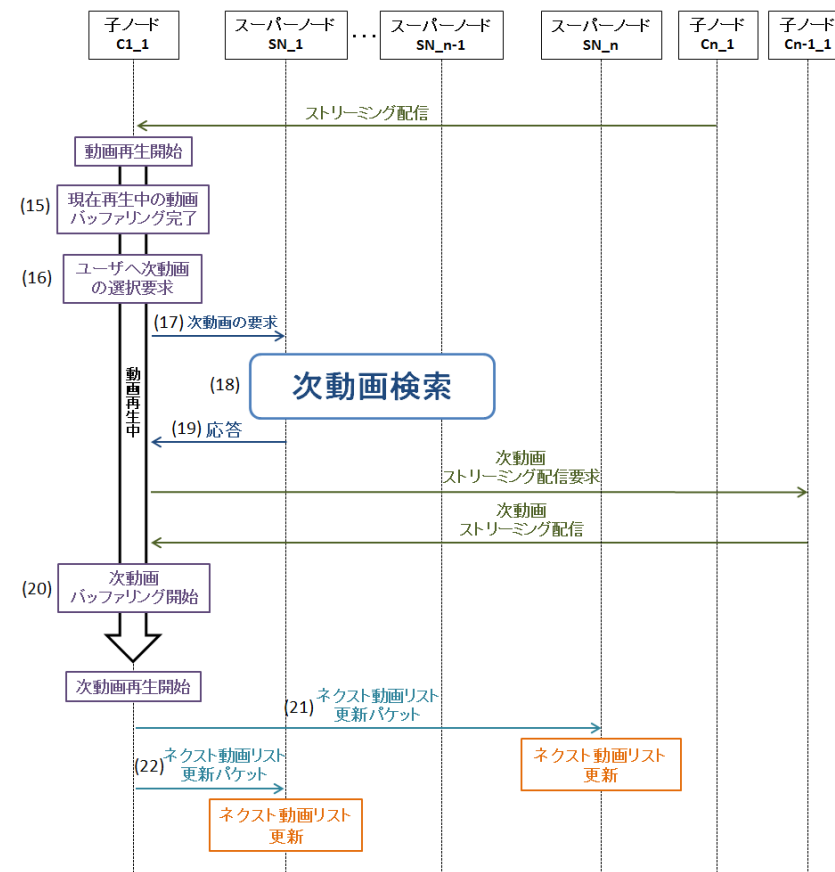 子ノード
C1_1
スーパーノード
SN_1
...
スーパーノード
SN_n-1
スーパーノード
SN_n
子ノード
Cn_1
子ノード
Cn-1_1
ストリーミング配信
動画再生開始
(15)
現在再生中の動画
バッファリング完了
(16)
ユーザへ次動画
の選択要求
(17) 次動画の要求
動画再生中
(18)
次動画検索
(19) 応答
次動画
ストリーミング配信要求
次動画
ストリーミング配信
(20)
次動画
バッファリング開始
次動画再生開始
(21)
ネクスト動画リスト
更新パケット
ネクスト動画リスト
更新
(22)
ネクスト動画リスト
更新パケット
ネクスト動画リスト
更新